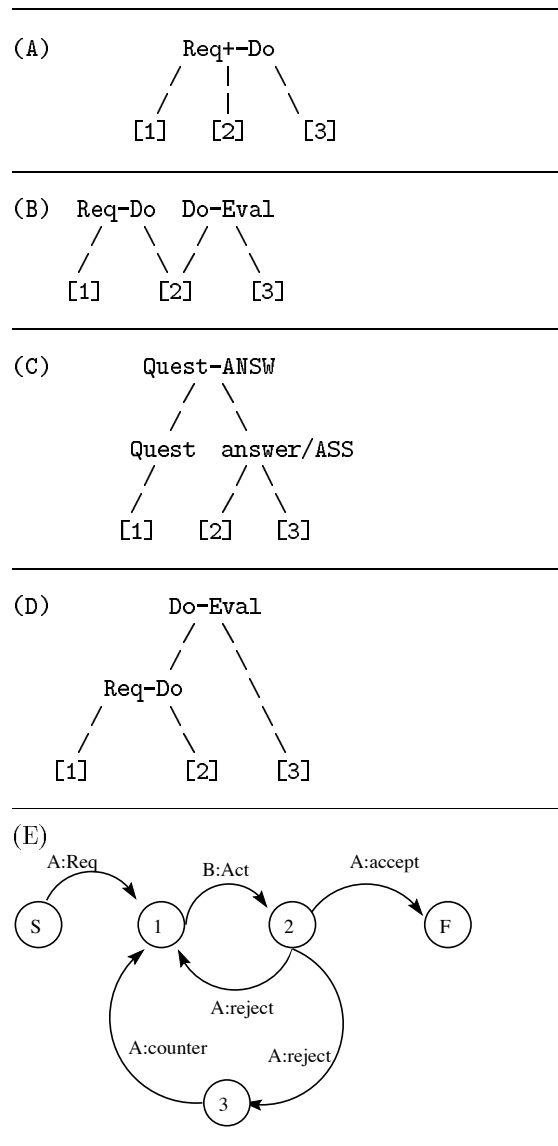 (A) Req+-Do
[1] [2] [3]
(B) Req-Do Do-Eval
[1] [2] [3]
(C) Quest-ANSW
Quest answer/ASS
[1] [2] [3]
(D) Do-Eval
Req-Do
[1] [2] [3]
(E)
A:Req B:Act A:accept
S 1 2 F
A:reject
A:counter A:reject
3